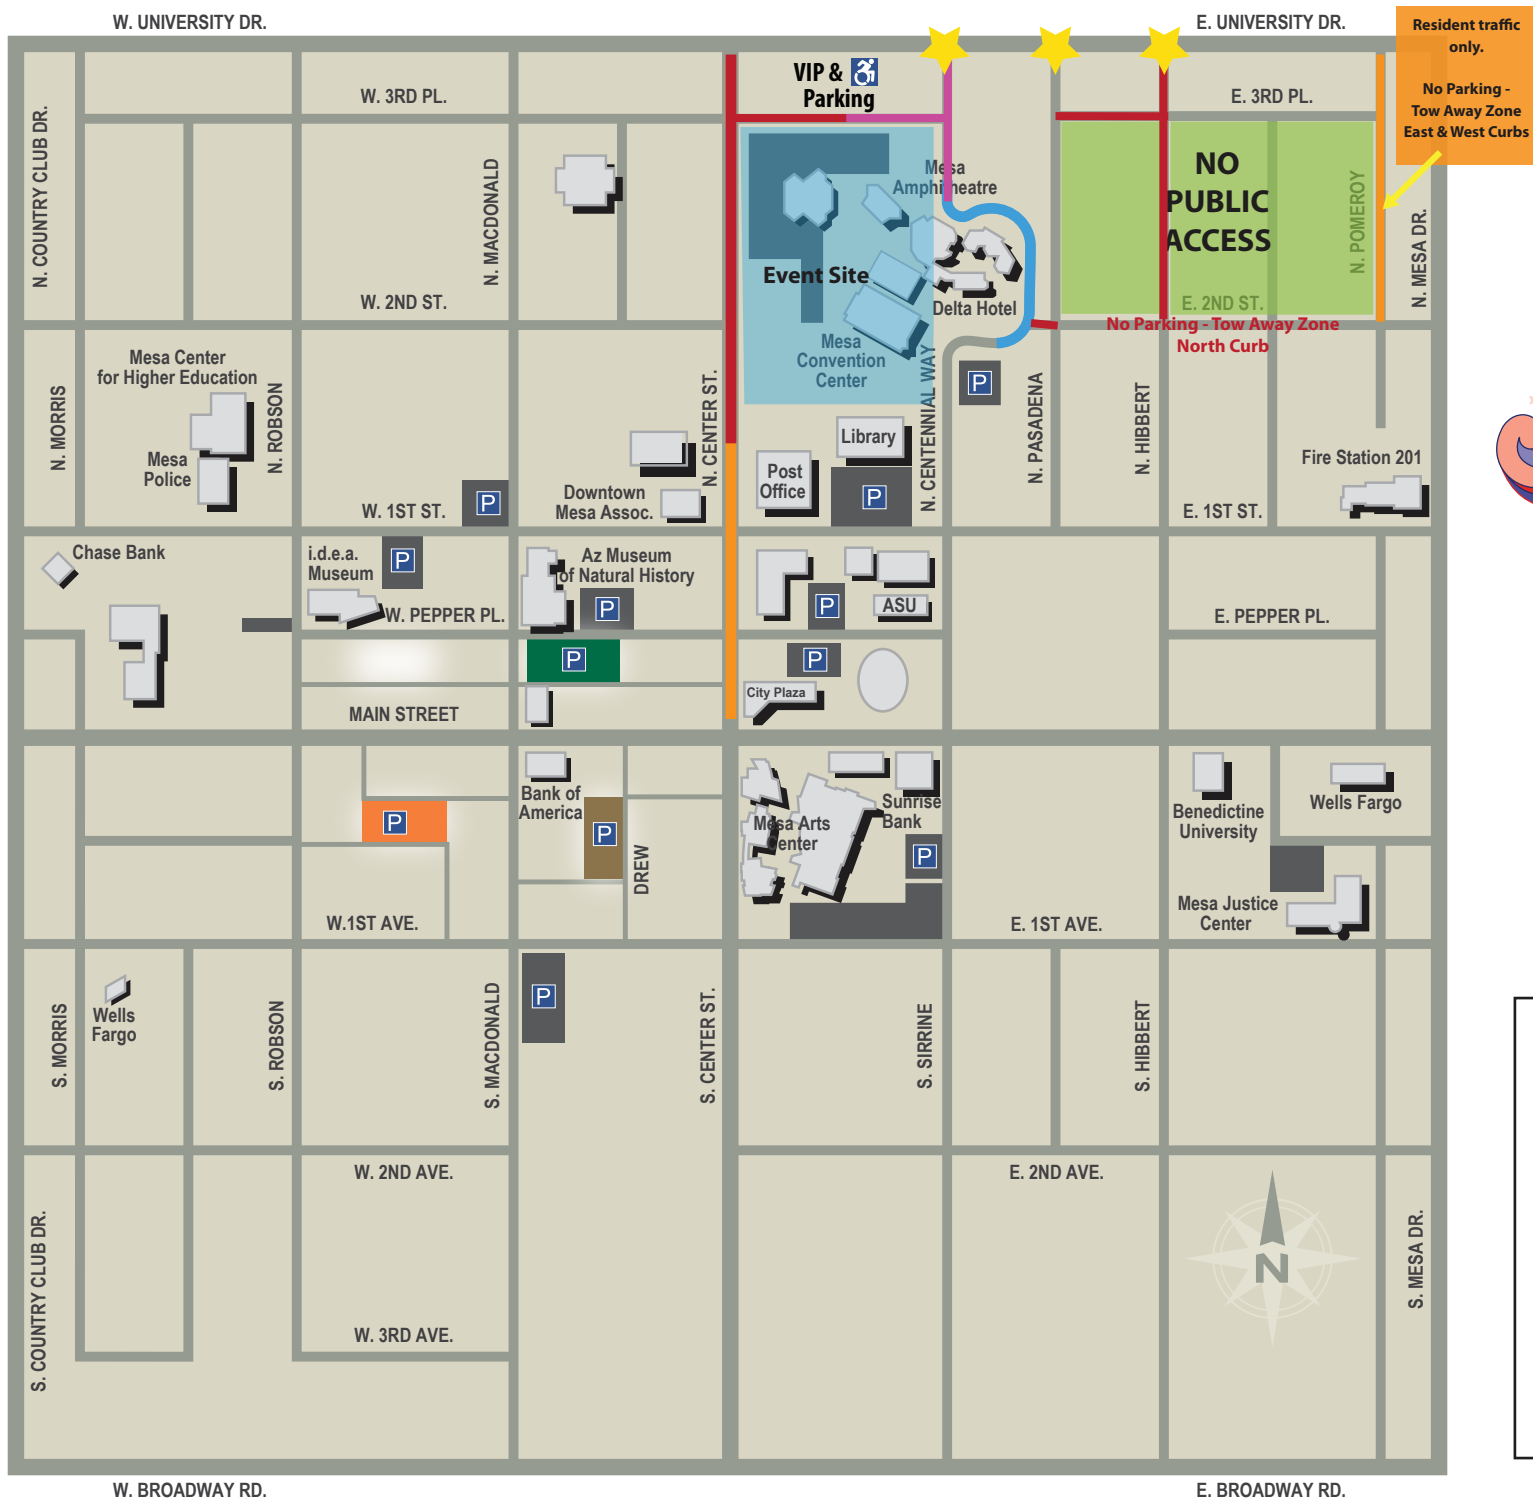 W. UNIVERSITY DR.
E. UNIVERSITY DR.
Resident traffic
only.
No Parking -
Tow Away Zone
East & West Curbs
VIP &
Parking
W. 3RD PL.
E. 3RD PL.
N. COUNTRY CLUB DR.
N. MACDONALD
Mesa
Amphitheatre
NO
PUBLIC
ACCESS
N. POMEROY
N. MESA DR.
Event Site
W. 2ND ST.
E. 2ND ST.
Delta Hotel
No Parking - Tow Away Zone
North Curb
Mesa
Convention
Center
Mesa Center
for Higher Education
N. MORRIS
N. ROBSON
N. CENTER ST.
N. CENTENNIAL WAY
P
N. PASADENA
N. HIBBERT
Mesa
Police
Library
Post
Office
P
Fire Station 201
Downtown
Mesa Assoc.
W. 1ST ST.
P
E. 1ST ST.
Chase Bank
i.d.e.a.
Museum
P
Az Museum
of Natural History
P
W. PEPPER PL.
P
ASU
E. PEPPER PL.
P
P
City Plaza
MAIN STREET
Bank of
America
P
P
DREW
Mesa Arts
Center
Sunrise
Bank
P
Benedictine
University
Wells Fargo
W.1ST AVE.
E. 1ST AVE.
Mesa Justice
Center
Wells
Fargo
P
S. MORRIS
S. ROBSON
S. MACDONALD
S. CENTER ST.
S. SIRRINE
S. HIBBERT
W. 2ND AVE.
E. 2ND AVE.
S. COUNTRY CLUB DR.
S. MESA DR.
N
W. 3RD AVE.
W. BROADWAY RD.
E. BROADWAY RD.